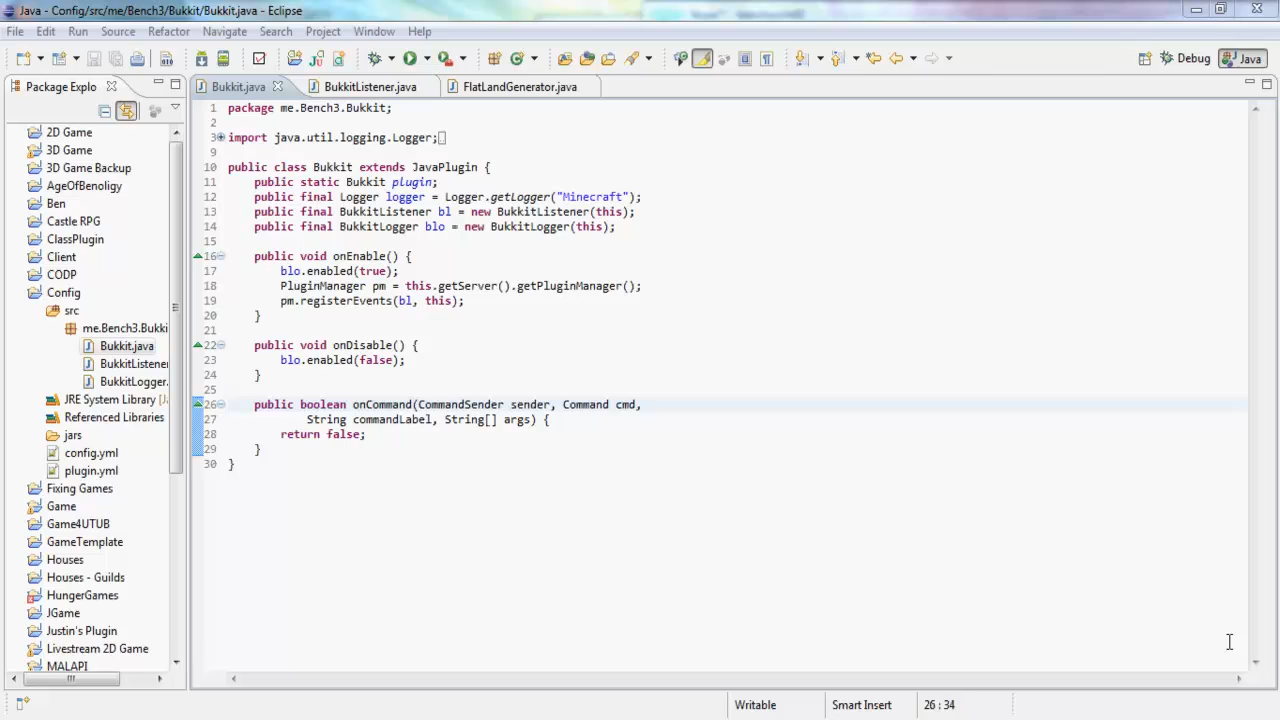 Java - Config/src/me/Bench3/Bukkit/Bukkit.java - Eclipse
File Edit Run Source Refactor Navigate Search Project Window Help
Debug Java
Package Explo
Bukkit.java BukkitListener.java FlatLandGenerator.java
2D Game
3D Game
3D Game Backup
AgeOfBenoligy
Ben
Castle RPG
ClassPlugin
Client
CODP
Config
src
me.Bench3.Bukki
Bukkit.java
BukkitListene
BukkitLogger.
JRE System Library [Ja
Referenced Libraries
jars
config.yml
plugin.yml
Fixing Games
Game
Game4UTUB
GameTemplate
Houses
Houses - Guilds
HungerGames
JGame
Justin's Plugin
Livestream 2D Game
MALAPI
1 package me.Bench3.Bukkit;
2
3 import java.util.logging.Logger;
9
10 public class Bukkit extends JavaPlugin {
11 public static Bukkit plugin;
12 public final Logger logger = Logger.getLogger("Minecraft");
13 public final BukkitListener bl = new BukkitListener(this);
14 public final BukkitLogger blo = new BukkitLogger(this);
15
16 public void onEnable() {
17 blo.enabled(true);
18 PluginManager pm = this.getServer().getPluginManager();
19 pm.registerEvents(bl, this);
20 }
21
22 public void onDisable() {
23 blo.enabled(false);
24 }
25
26 public boolean onCommand(CommandSender sender, Command cmd,
27 String commandLabel, String[] args) {
28 return false;
29 }
30 }
Writable Smart Insert 26 : 34